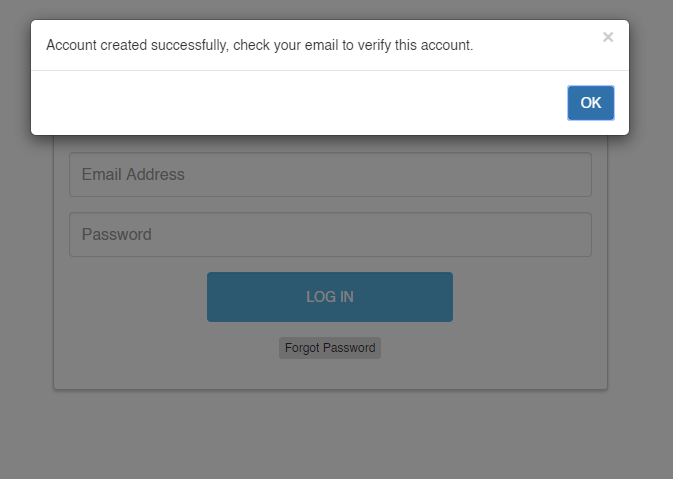 Account created successfully, check your email to verify this account.
×
OK
Email Address
Password
LOG IN
Forgot Password